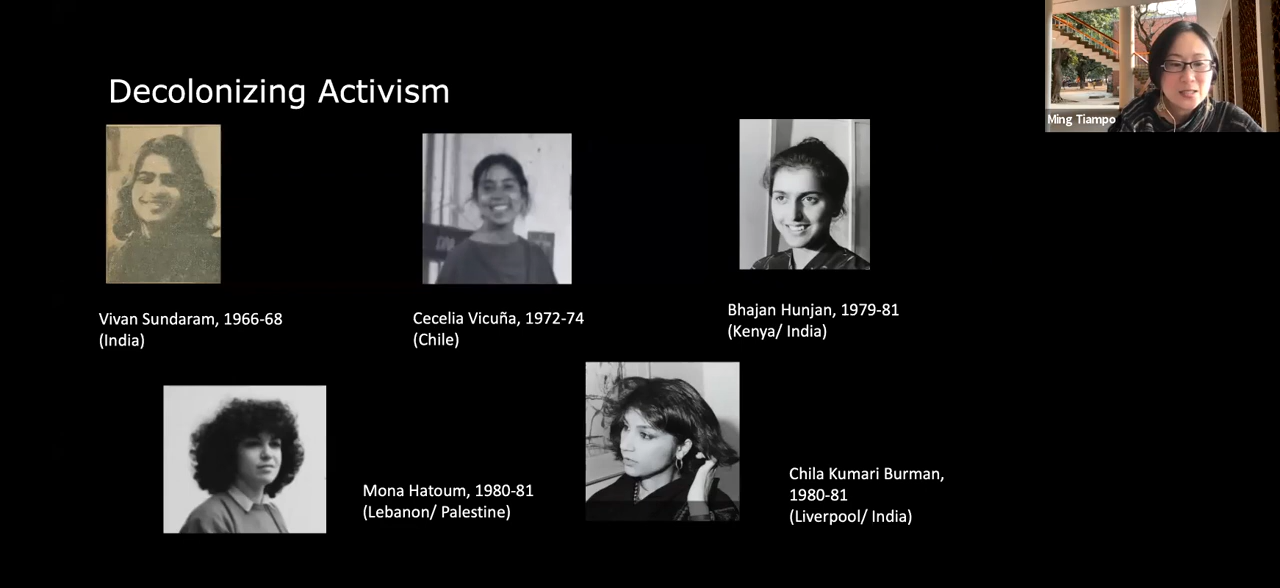 Decolonizing Activism
Ming Tiampo
Vivan Sundaram, 1966-68
(India)
Cecelia Vicuña, 1972-74
(Chile)
Bhajan Hunjan, 1979-81
(Kenya/ India)
Mona Hatoum, 1980-81
(Lebanon/ Palestine)
Chila Kumari Burman,
1980-81
(Liverpool/ India)